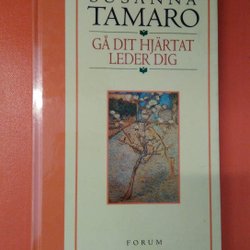 SUSANNA
TAMARO
GÅ DIT HJÄRTAT
LEDER DIG
FORUM